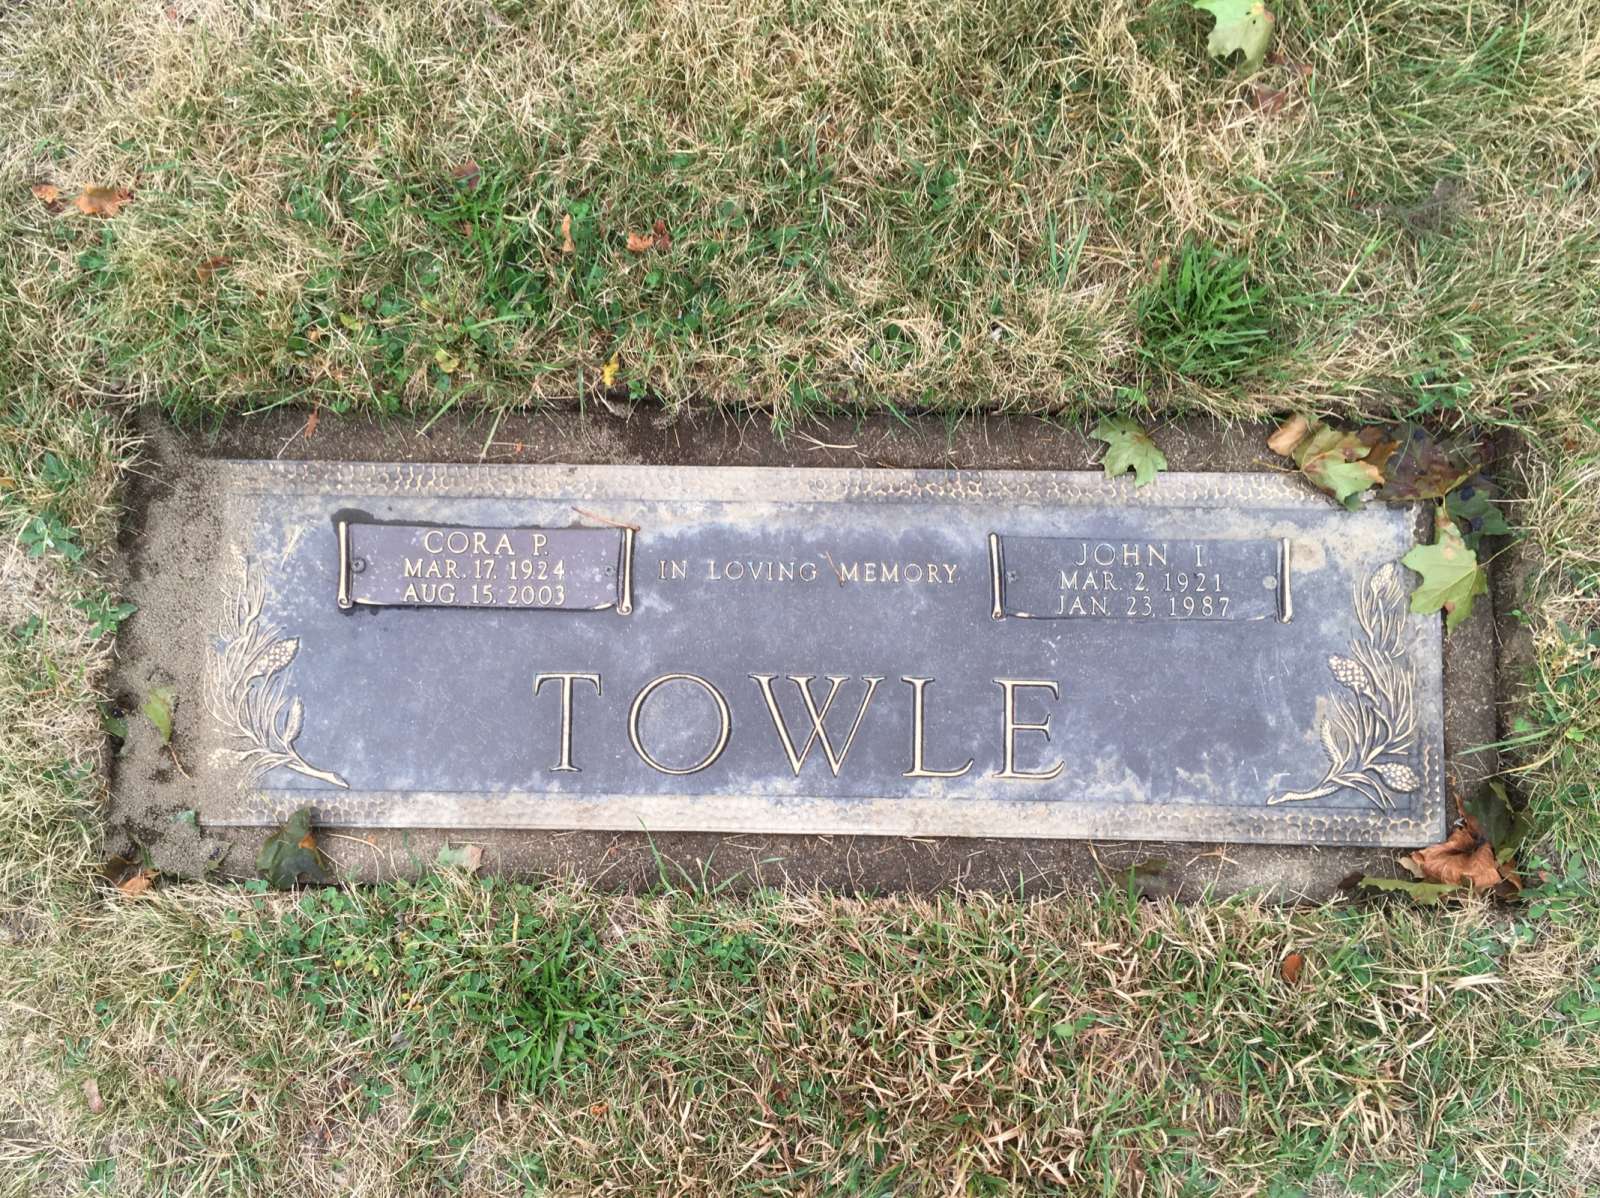 CORA P.
MAR. 17, 1924
AUG. 15, 2003
IN LOVING MEMORY
JOHN I.
MAR. 2, 1921
JAN. 23, 1987
TOWLE